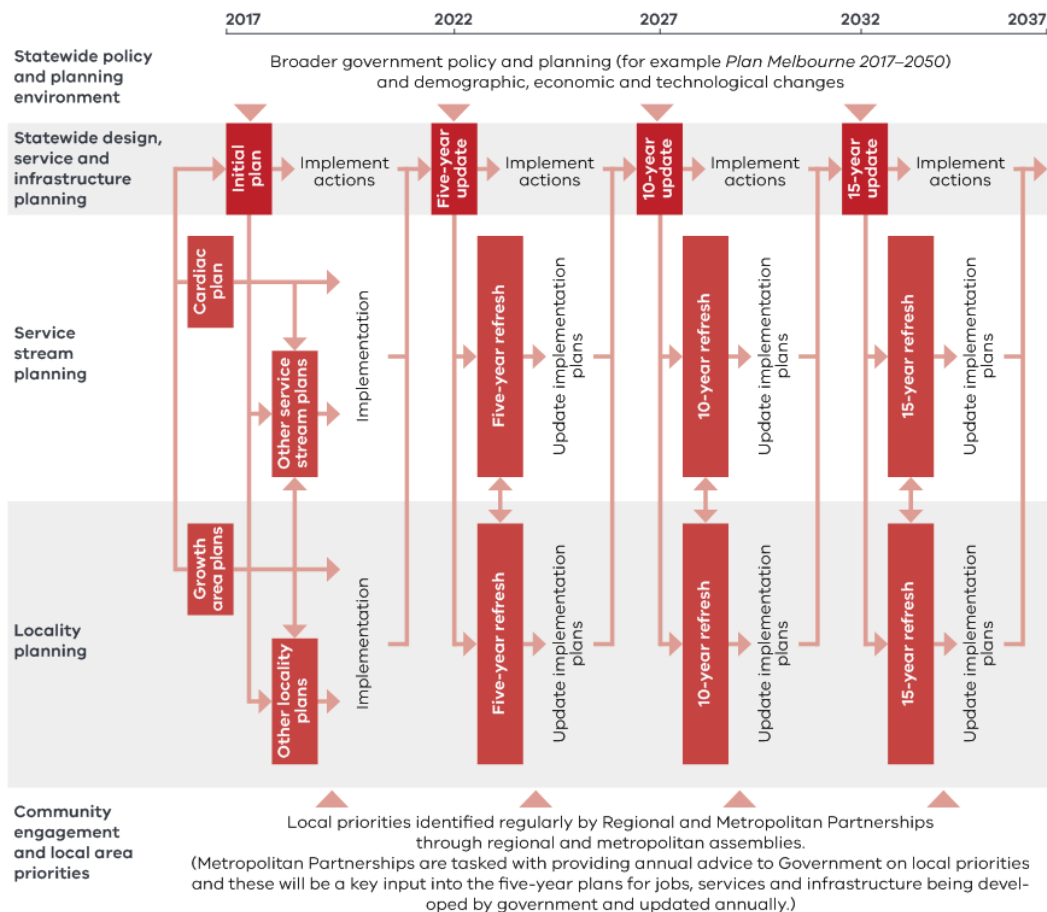 2017 2022 2027 2032 2037
Statewide policy
and planning
environment
Broader government policy and planning (for example Plan Melbourne 2017–2050)
and demographic, economic and technological changes
Statewide design,
service and
infrastructure
planning
Initial
plan
Implement
actions
Five-year
update
Implement
actions
10-year
update
Implement
actions
15-year
update
Implement
actions
Service
stream
planning
Cardiac
plan
Other service
stream plans
Implementation
Five-year refresh
Update implementation
plans
10-year refresh
Update implementation
plans
15-year refresh
Update implementation
plans
Locality
planning
Growth
area plans
Other locality
plans
Implementation
Five-year refresh
Update implementation
plans
10-year refresh
Update implementation
plans
15-year refresh
Update implementation
plans
Community
engagement
and local area
priorities
Local priorities identified regularly by Regional and Metropolitan Partnerships
through regional and metropolitan assemblies.
(Metropolitan Partnerships are tasked with providing annual advice to Government on local priorities
and these will be a key input into the five-year plans for jobs, services and infrastructure being devel-
oped by government and updated annually.)